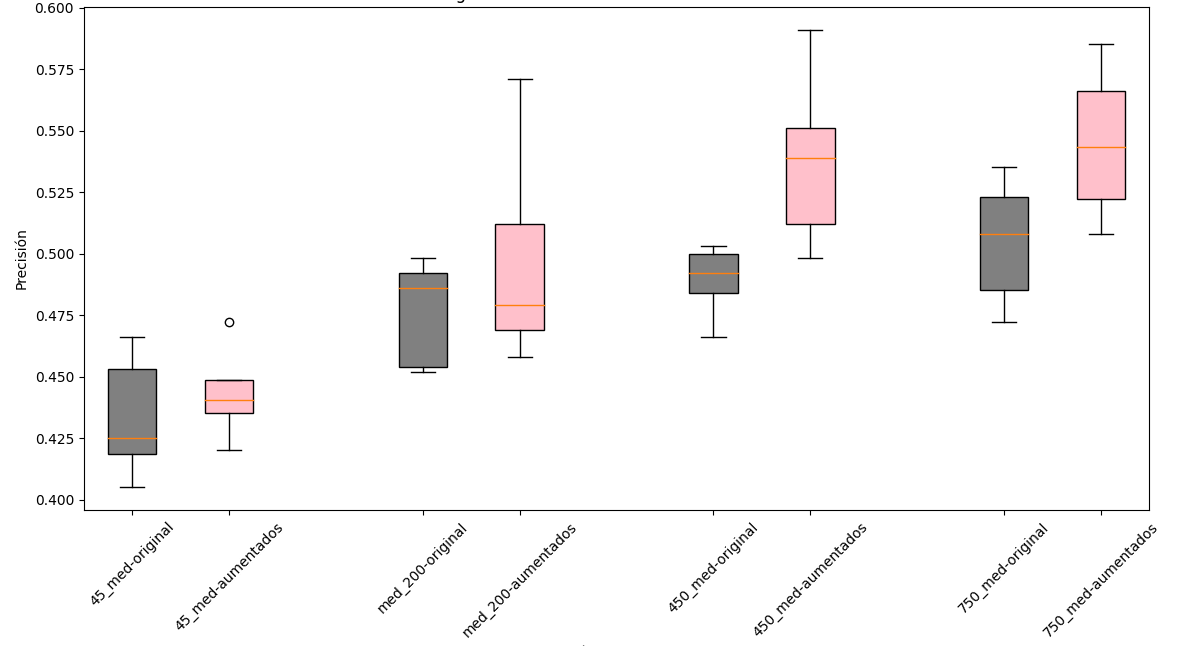 0.600
0.575
0.550
0.525
0.500
0.475
0.450
0.425
0.400
Precisión
45_med-original
45_med-aumentados
med_200-original
med_200-aumentados
450_med-original
450_med-aumentados
750_med-original
750_med-aumentados